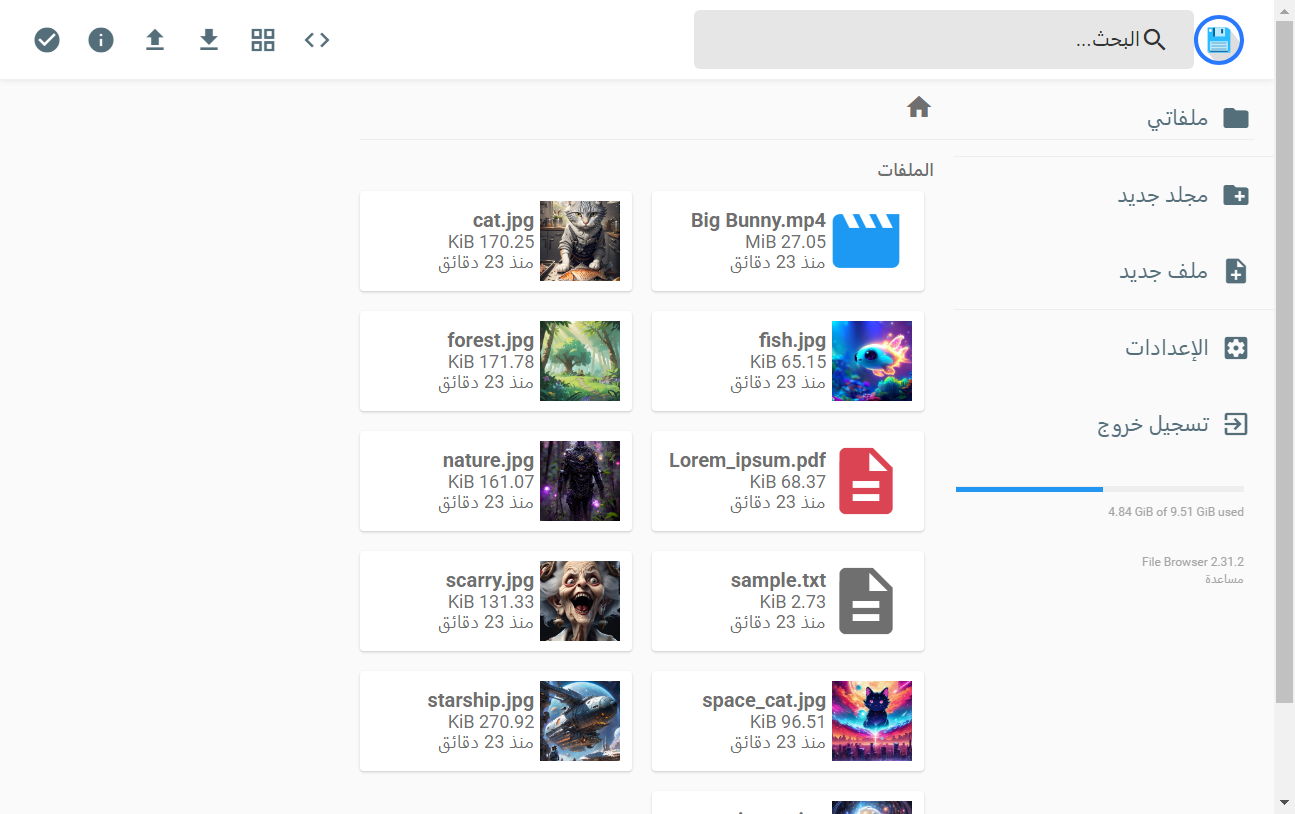 البحث...
ملفاتي
مجلد جديد
ملف جديد
الإعدادات
تسجيل خروج
4.84 GiB of 9.51 GiB used
File Browser 2.31.2
مساعدة
الملفات
Big Bunny.mp4
27.05 MiB
منذ 23 دقائق
cat.jpg
170.25 KiB
منذ 23 دقائق
fish.jpg
65.15 KiB
منذ 23 دقائق
forest.jpg
171.78 KiB
منذ 23 دقائق
Lorem_ipsum.pdf
68.37 KiB
منذ 23 دقائق
nature.jpg
161.07 KiB
منذ 23 دقائق
sample.txt
2.73 KiB
منذ 23 دقائق
scarry.jpg
131.33 KiB
منذ 23 دقائق
space_cat.jpg
96.51 KiB
منذ 23 دقائق
starship.jpg
270.92 KiB
منذ 23 دقائق